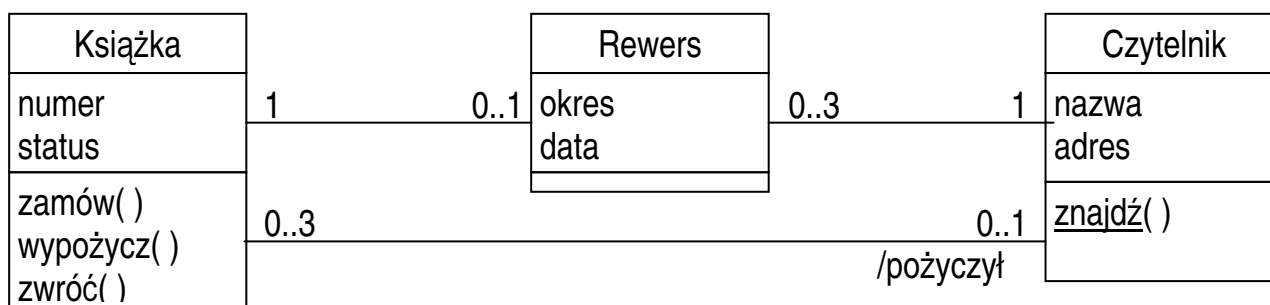 Książka
numer
status
zamów( )
wypożycz( )
zwróć( )
1
0..1
Rewers
okres
data
0..3
1
Czytelnik
nazwa
adres
znajdź( )
0..3
0..1
/pożyczył